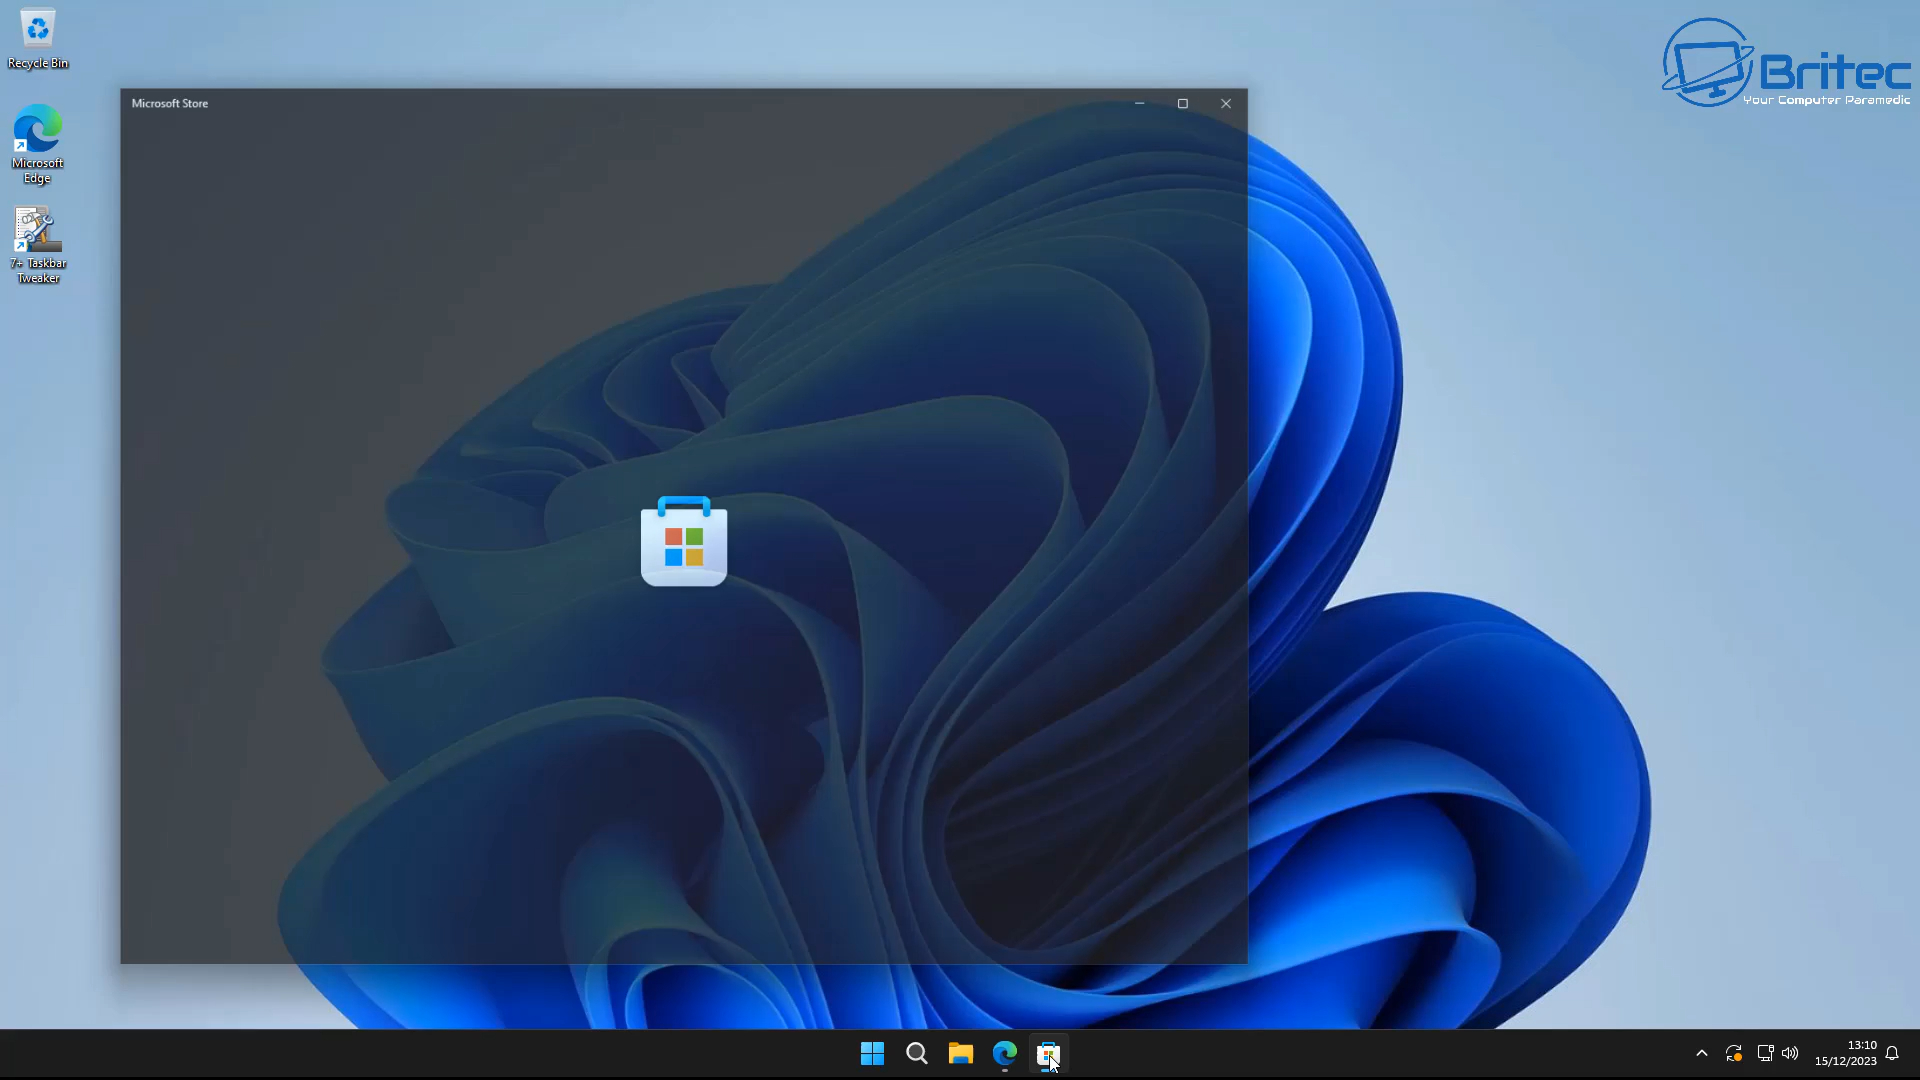 Recycle Bin
Microsoft Store
Microsoft
Edge
7+ Taskbar
Tweaker
Britec
Your Computer Paramedic
13:10
15/12/2023